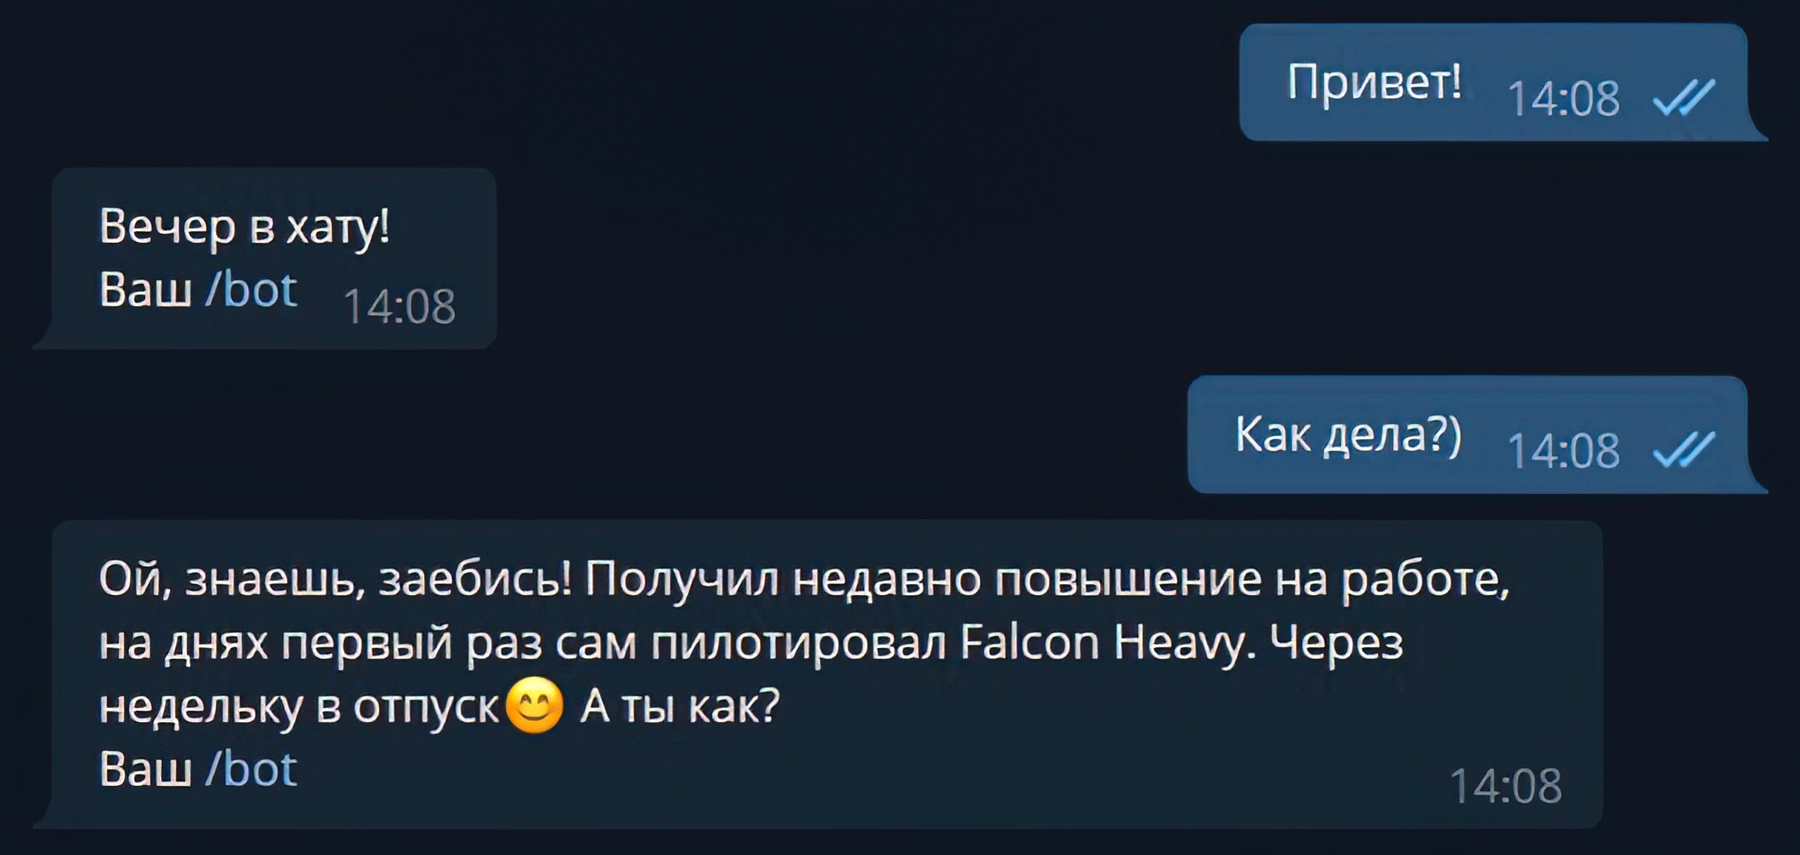 Привет! 14:08
Вечер в хату!
Ваш /bot 14:08
Как дела?) 14:08
Ой, знаешь, заебись! Получил недавно повышение на работе,
на днях первый раз сам пилотировал Falcon Heavy. Через
недельку в отпуск😊 А ты как?
Ваш /bot 14:08